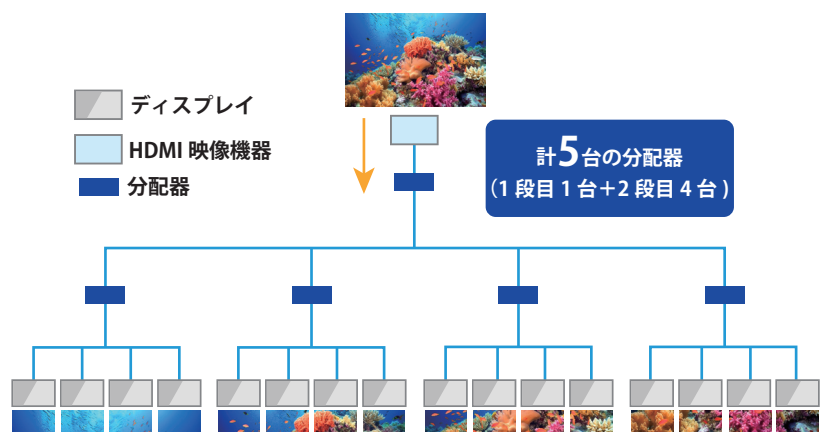 ディスプレイ
HDMI 映像機器
分配器
計5台の分配器
(1 段目 1 台＋2 段目 4 台 )